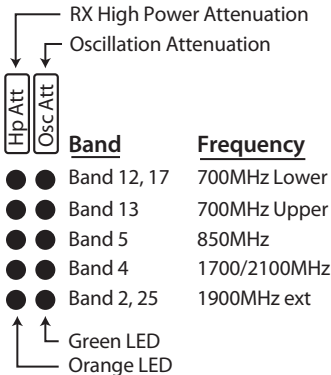 RX High Power Attenuation
Oscillation Attenuation
Hp Att
Osc Att
Band Frequency
Band 12, 17 700MHz Lower
Band 13 700MHz Upper
Band 5 850MHz
Band 4 1700/2100MHz
Band 2, 25 1900MHz ext
Green LED
Orange LED